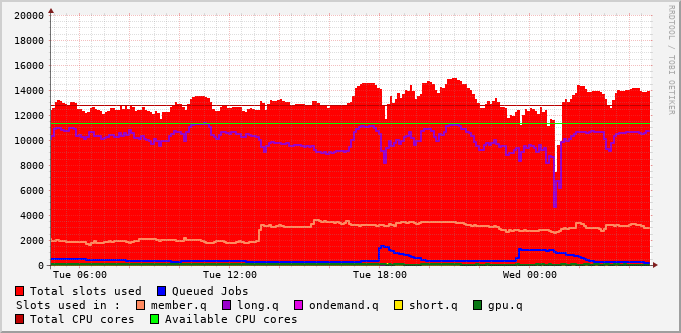 20000
18000
16000
14000
12000
10000
8000
6000
4000
2000
0
Tue 06:00 Tue 12:00 Tue 18:00 Wed 00:00
RRDTOOL / TOBI OETIKER
Total slots used Queued Jobs
Slots used in : member.q long.q ondemand.q short.q gpu.q
Total CPU cores Available CPU cores